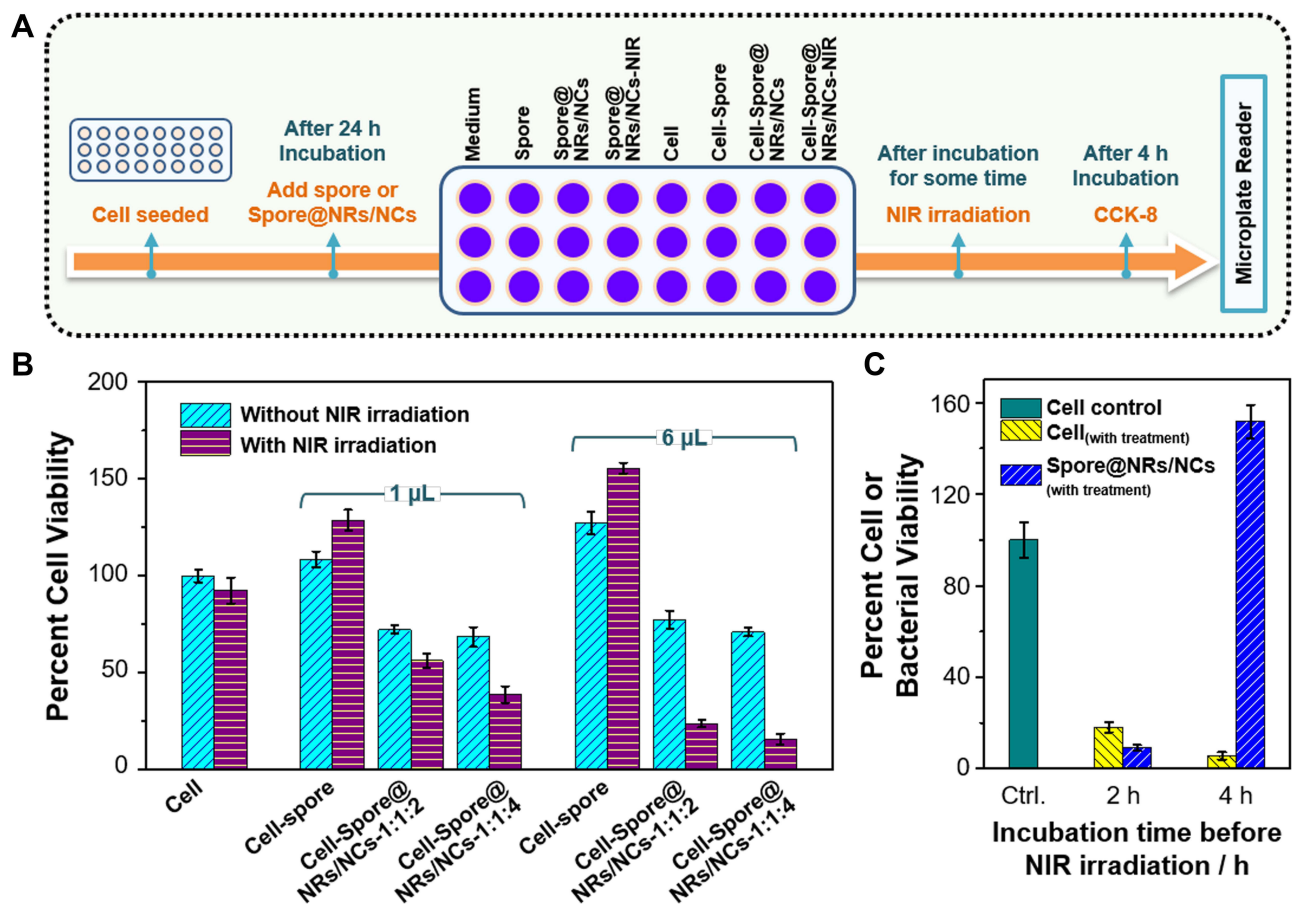 A
After 24 h
Incubation
Add spore or
Spore@NRs/NCs
Cell seeded
Medium
Spore
Spore@
NRs/NCs
Spore@
NRs/NCs-NIR
Cell
Cell-Spore
Cell-Spore@
NRs/NCs
Cell-Spore@
NRs/NCs-NIR
After incubation
for some time
NIR irradiation
After 4 h
Incubation
CCK-8
Microplate Reader
B
Percent Cell Viability
200
150
100
50
0
Without NIR irradiation
With NIR irradiation
1 µL
6 µL
Cell
Cell-spore
Cell-Spore@
NRs/NCs-1:1:2
Cell-Spore@
NRs/NCs-1:1:4
Cell-spore
Cell-Spore@
NRs/NCs-1:1:2
Cell-Spore@
NRs/NCs-1:1:4
C
Percent Cell or
Bacterial Viability
160
120
80
40
0
Cell control
Cell(with treatment)
Spore@NRs/NCs
(with treatment)
Ctrl.
2 h
4 h
Incubation time before
NIR irradiation / h